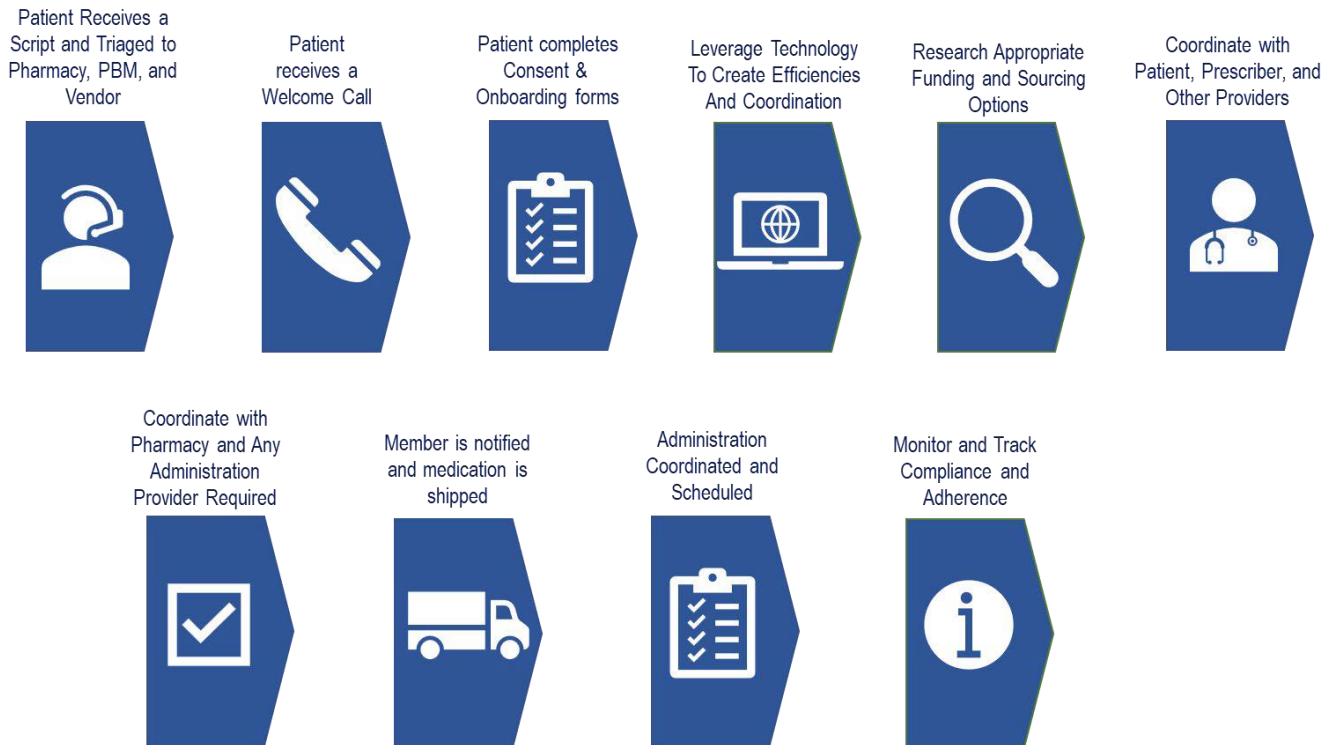 Patient Receives a
Script and Triaged to
Pharmacy, PBM, and
Vendor
Patient
receives a
Welcome Call
Patient completes
Consent &
Onboarding forms
Leverage Technology
To Create Efficiencies
And Coordination
Research Appropriate
Funding and Sourcing
Options
Coordinate with
Patient, Prescriber, and
Other Providers
Coordinate with
Pharmacy and Any
Administration
Provider Required
Member is notified
and medication is
shipped
Administration
Coordinated and
Scheduled
Monitor and Track
Compliance and
Adherence